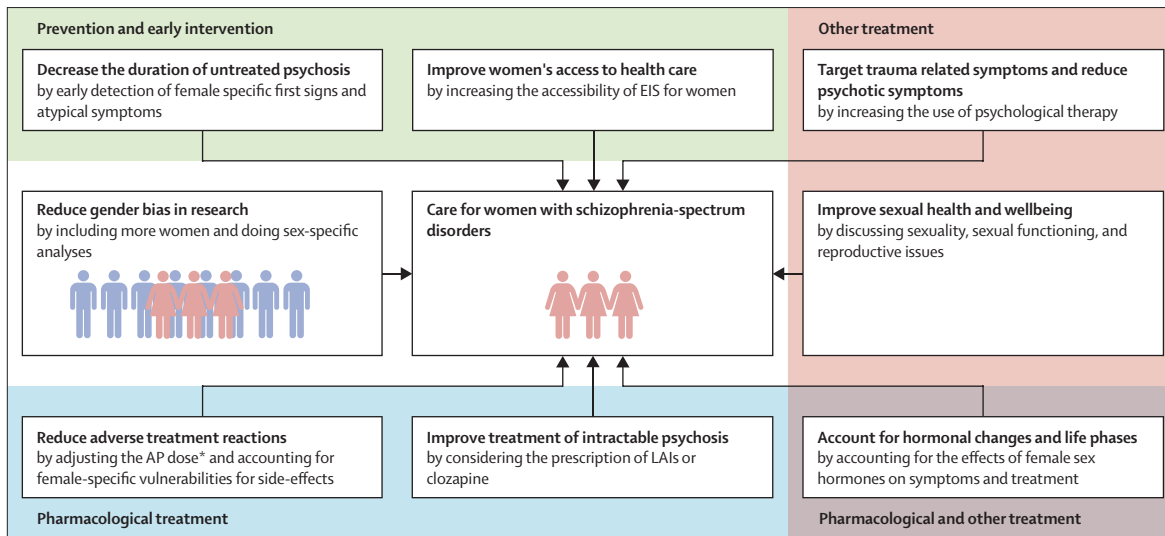 Prevention and early intervention
Other treatment
Decrease the duration of untreated psychosis
by early detection of female specific first signs and
atypical symptoms
Improve women's access to health care
by increasing the accessibility of EIS for women
Target trauma related symptoms and reduce
psychotic symptoms
by increasing the use of psychological therapy
Reduce gender bias in research
by including more women and doing sex-specific
analyses
Care for women with schizophrenia-spectrum
disorders
Improve sexual health and wellbeing
by discussing sexuality, sexual functioning, and
reproductive issues
Reduce adverse treatment reactions
by adjusting the AP dose* and accounting for
female-specific vulnerabilities for side-effects
Improve treatment of intractable psychosis
by considering the prescription of LAIs or
clozapine
Account for hormonal changes and life phases
by accounting for the effects of female sex
hormones on symptoms and treatment
Pharmacological treatment
Pharmacological and other treatment